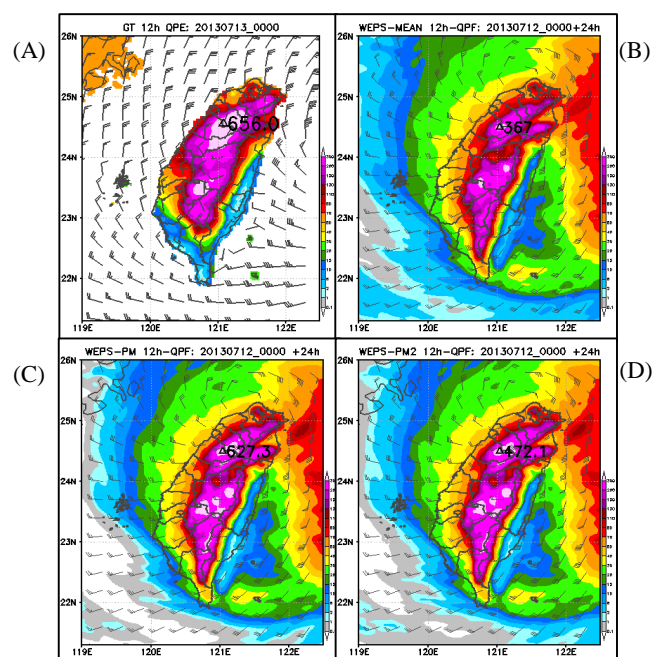 (A)
GT 12h QPE: 20130713_0000
26N
25N
24N
23N
22N
119E
120E
121E
122E
656.0
WEPS-MEAN 12h-QPF: 20130712_0000+24h
(B)
26N
25N
24N
23N
22N
119E
120E
121E
122E
367
(C)
WEPS-PM 12h-QPF: 20130712_0000 +24h
26N
25N
24N
23N
22N
119E
120E
121E
122E
627.3
WEPS-PM2 12h-QPF: 20130712_0000 +24h
(D)
26N
25N
24N
23N
22N
119E
120E
121E
122E
472.1